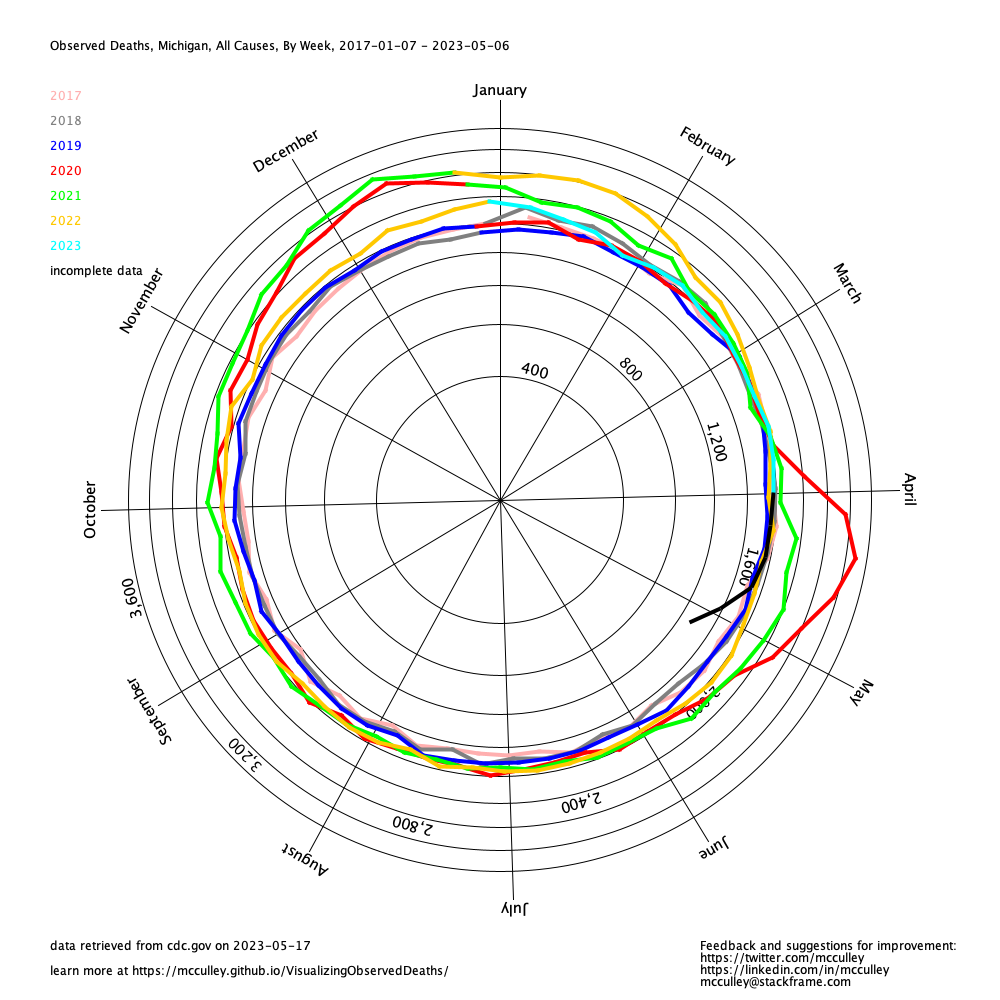 Observed Deaths, Michigan, All Causes, By Week, 2017-01-07 - 2023-05-06
2017
2018
2019
2020
2021
2022
2023
incomplete data
January
February
March
April
May
June
July
August
September
October
November
December
400
800
1,200
1,600
2,400
2,800
3,200
3,600
data retrieved from cdc.gov on 2023-05-17
learn more at https://mcculley.github.io/VisualizingObservedDeaths/
Feedback and suggestions for improvement:
https://twitter.com/mcculley
https://linkedin.com/in/mcculley
mcculley@stackframe.com